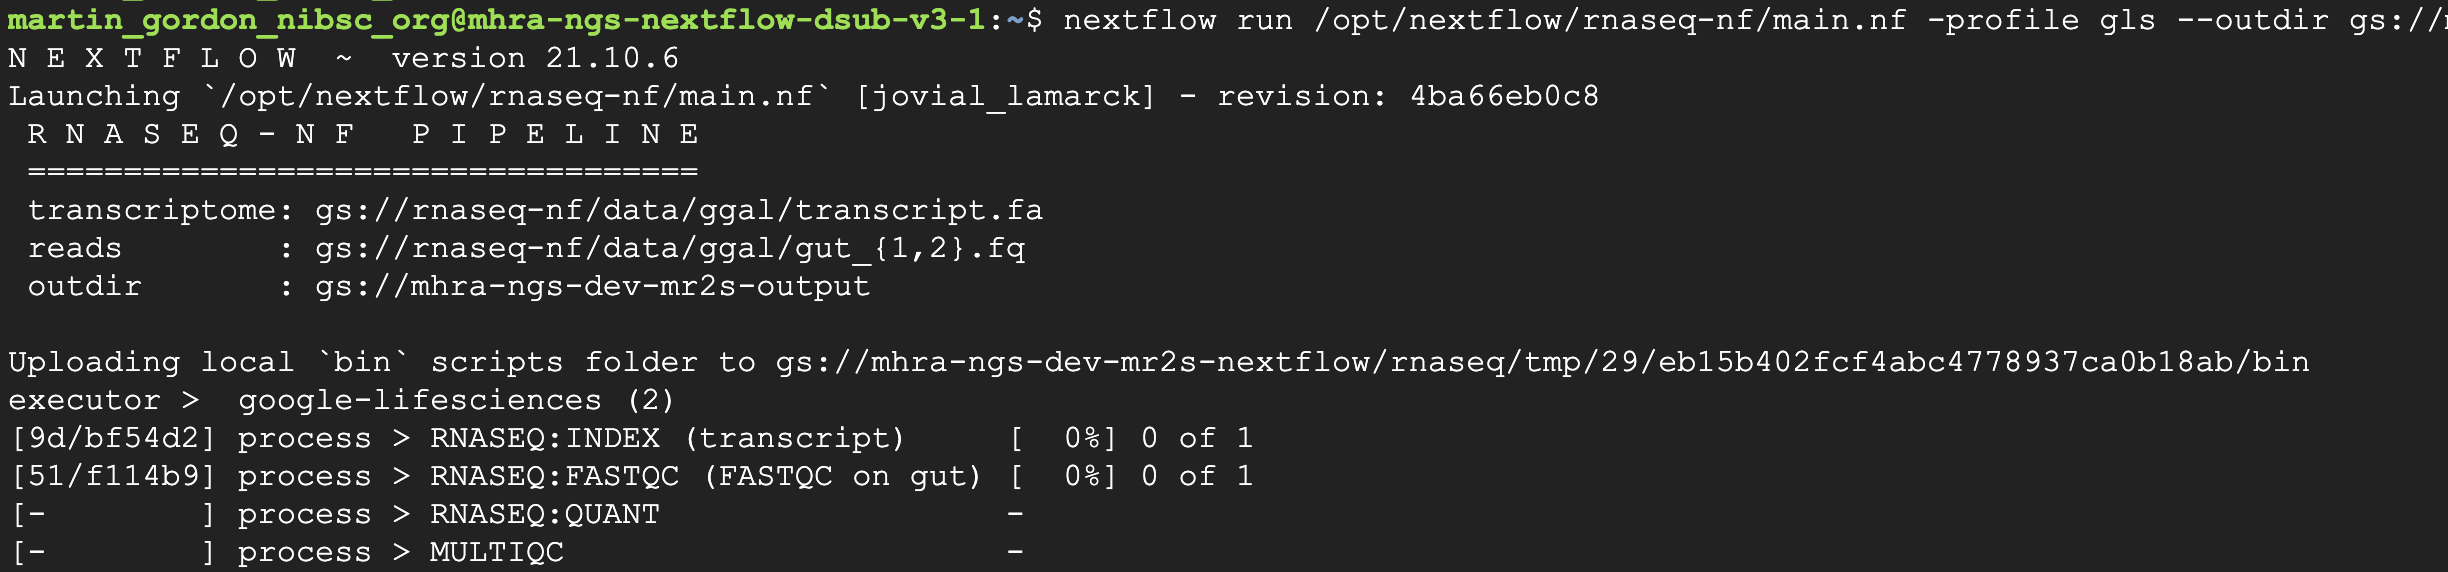 martin_gordon_nibsc_org@mhra-ngs-nextflow-dsub-v3-1:~$ nextflow run /opt/nextflow/rnaseq-nf/main.nf -profile gls --outdir gs://
N E X T F L O W  ~  version 21.10.6
Launching `/opt/nextflow/rnaseq-nf/main.nf` [jovial_lamarck] - revision: 4ba66eb0c8
 R N A S E Q - N F   P I P E L I N E
 ===================================
 transcriptome: gs://rnaseq-nf/data/ggal/transcript.fa
 reads        : gs://rnaseq-nf/data/ggal/gut_{1,2}.fq
 outdir       : gs://mhra-ngs-dev-mr2s-output
Uploading local `bin` scripts folder to gs://mhra-ngs-dev-mr2s-nextflow/rnaseq/tmp/29/eb15b402fcf4abc4778937ca0b18ab/bin
executor >  google-lifesciences (2)
[9d/bf54d2] process > RNASEQ:INDEX (transcript)     [  0%] 0 of 1
[51/f114b9] process > RNASEQ:FASTQC (FASTQC on gut) [  0%] 0 of 1
[-        ] process > RNASEQ:QUANT                  -
[-        ] process > MULTIQC                       -